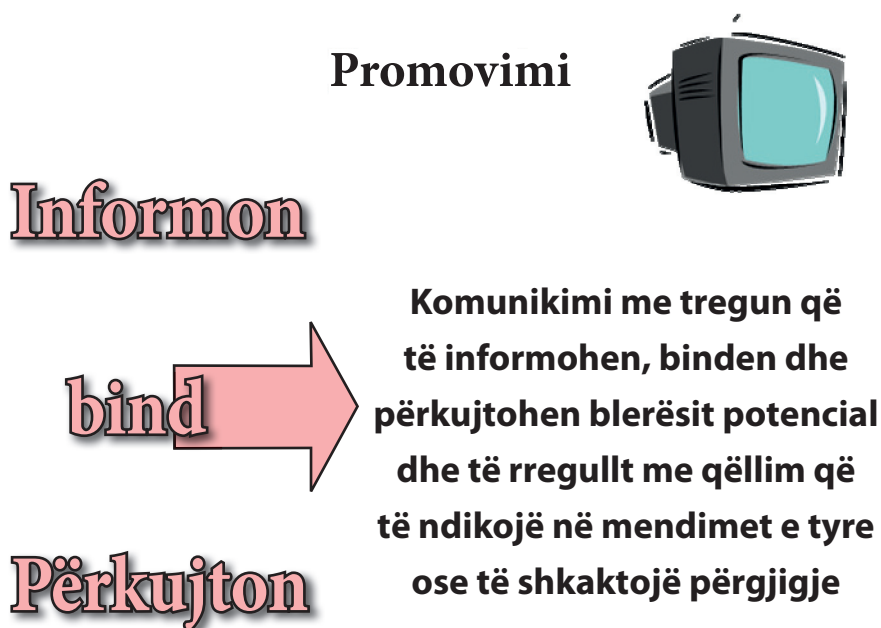 Promovimi
Informon
bind
Përkujton
Komunikimi me tregun që
të informohen, binden dhe
përkujtohen blerësit potencial
dhe të rregullt me qëllim që
të ndikojë në mendimet e tyre
ose të shkaktojë përgjigje